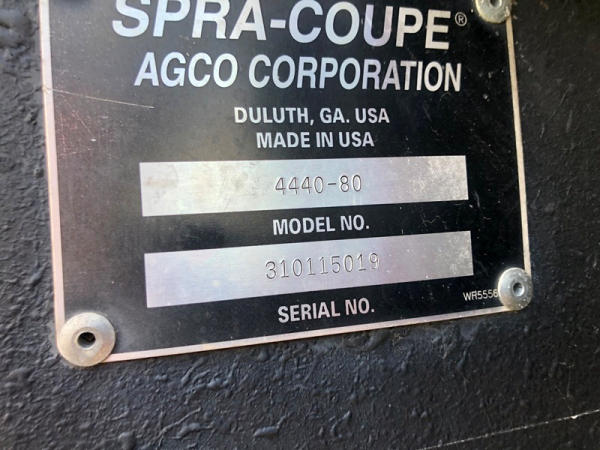 SPRA-COUPE®
AGCO CORPORATION
DULUTH, GA. USA
MADE IN USA
4440-80
MODEL NO.
310115019
SERIAL NO.
WR5556